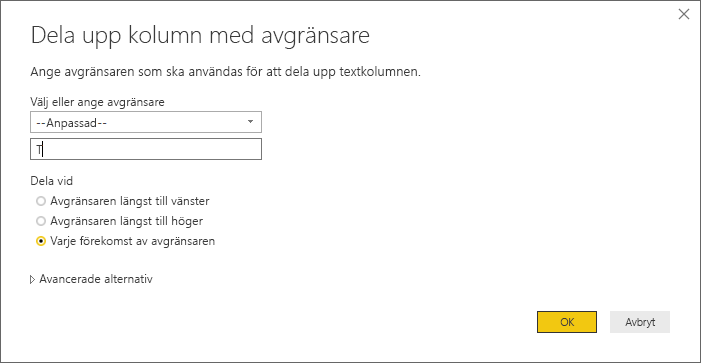 Dela upp kolumn med avgränsare
Ange avgränsaren som ska användas för att dela upp textkolumnen.
Välj eller ange avgränsare
--Anpassad--
T
Dela vid
Avgränsaren längst till vänster
Avgränsaren längst till höger
Varje förekomst av avgränsaren
Avancerade alternativ
OK
Avbryt